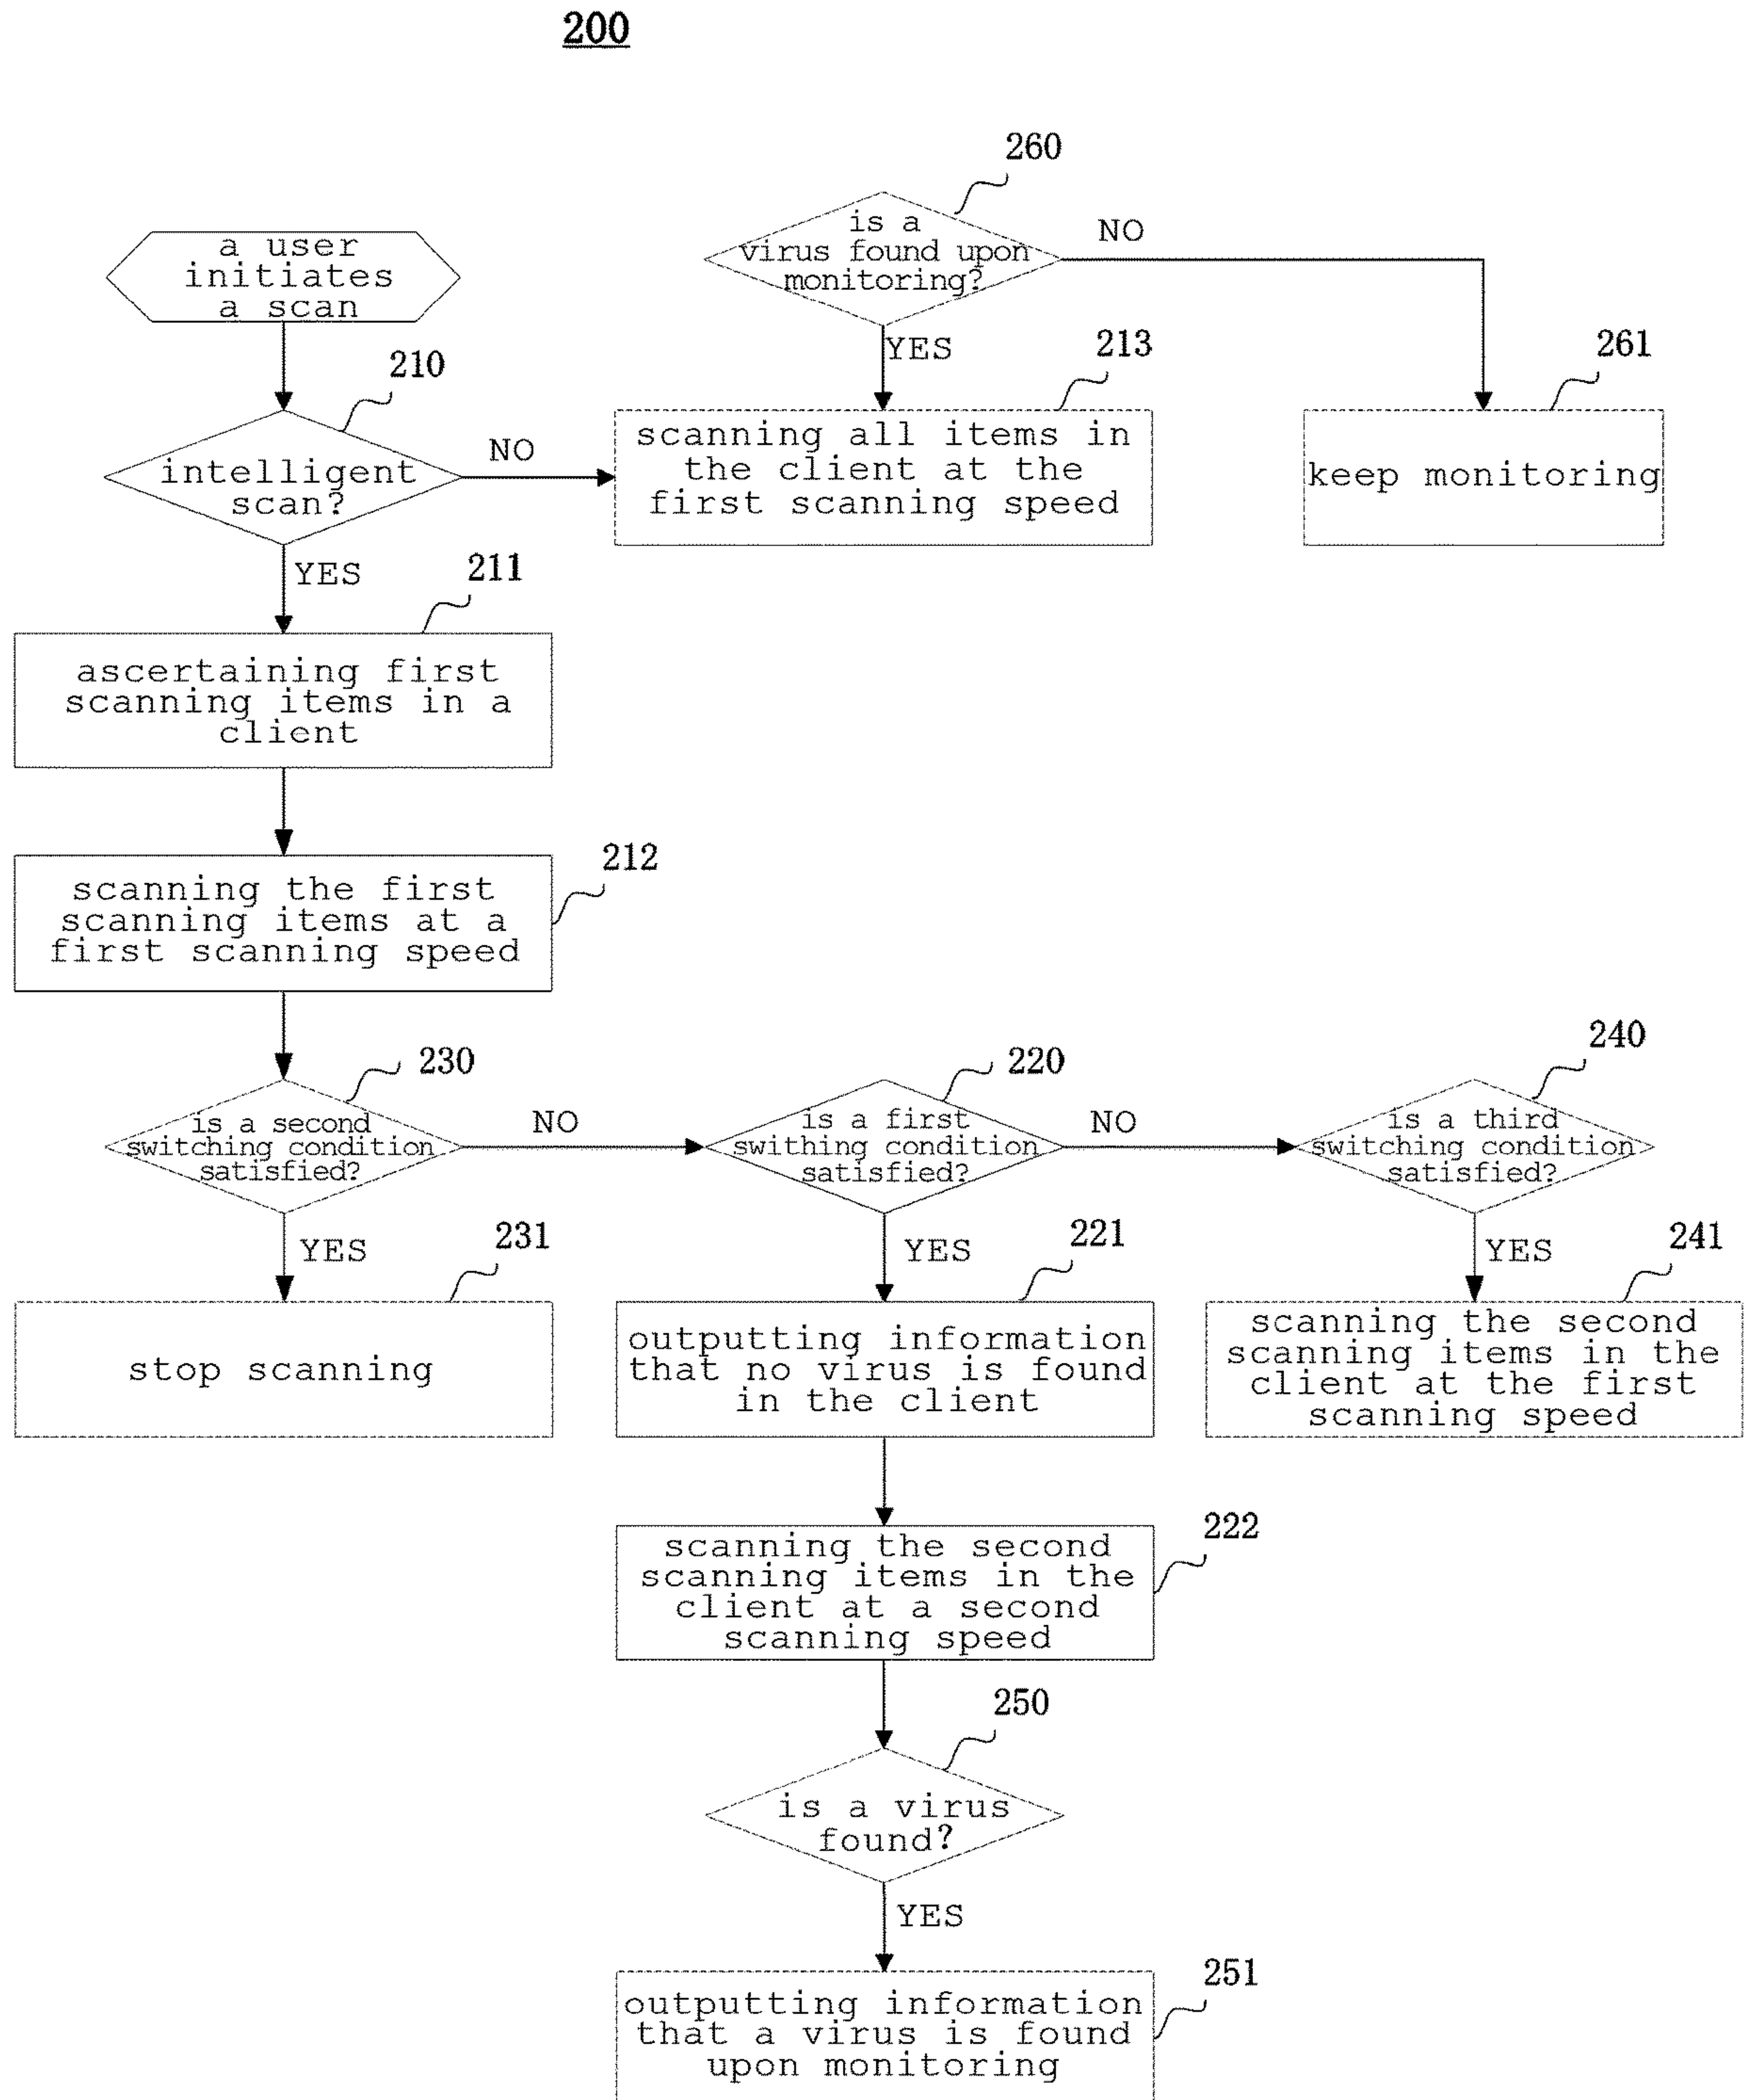 200
260
is a
virus found upon
monitoring?
NO
YES
a user
initiates
a scan
210
intelligent
scan?
NO
213
scanning all items in
the client at the
first scanning speed
261
keep monitoring
YES
211
ascertaining first
scanning items in a
client
212
scanning the first
scanning items at a
first scanning speed
230
is a second
switching condition
satisfied?
NO
220
is a first
swithing condition
satisfied?
NO
240
is a third
switching condition
satisfied?
YES
231
stop scanning
YES
221
outputting information
that no virus is found
in the client
YES
241
scanning the second
scanning items in the
client at the first
scanning speed
222
scanning the second
scanning items in the
client at a second
scanning speed
250
is a virus
found?
YES
251
outputting information
that a virus is found
upon monitoring